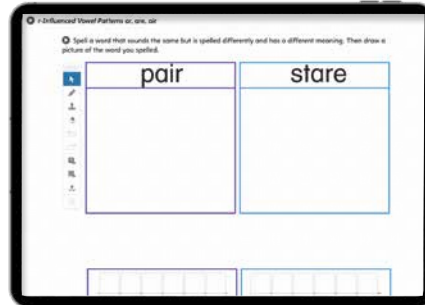 r-Influenced Vowel Patterns ar, are, air
Spell a word that sounds the same but is spelled differently and has a different meaning. Then draw a
picture of the word you spelled.
pair stare